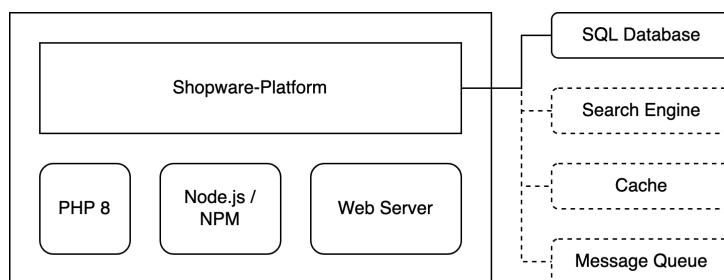 Shopware-Platform
PHP 8
Node.js /
NPM
Web Server
SQL Database
Search Engine
Cache
Message Queue